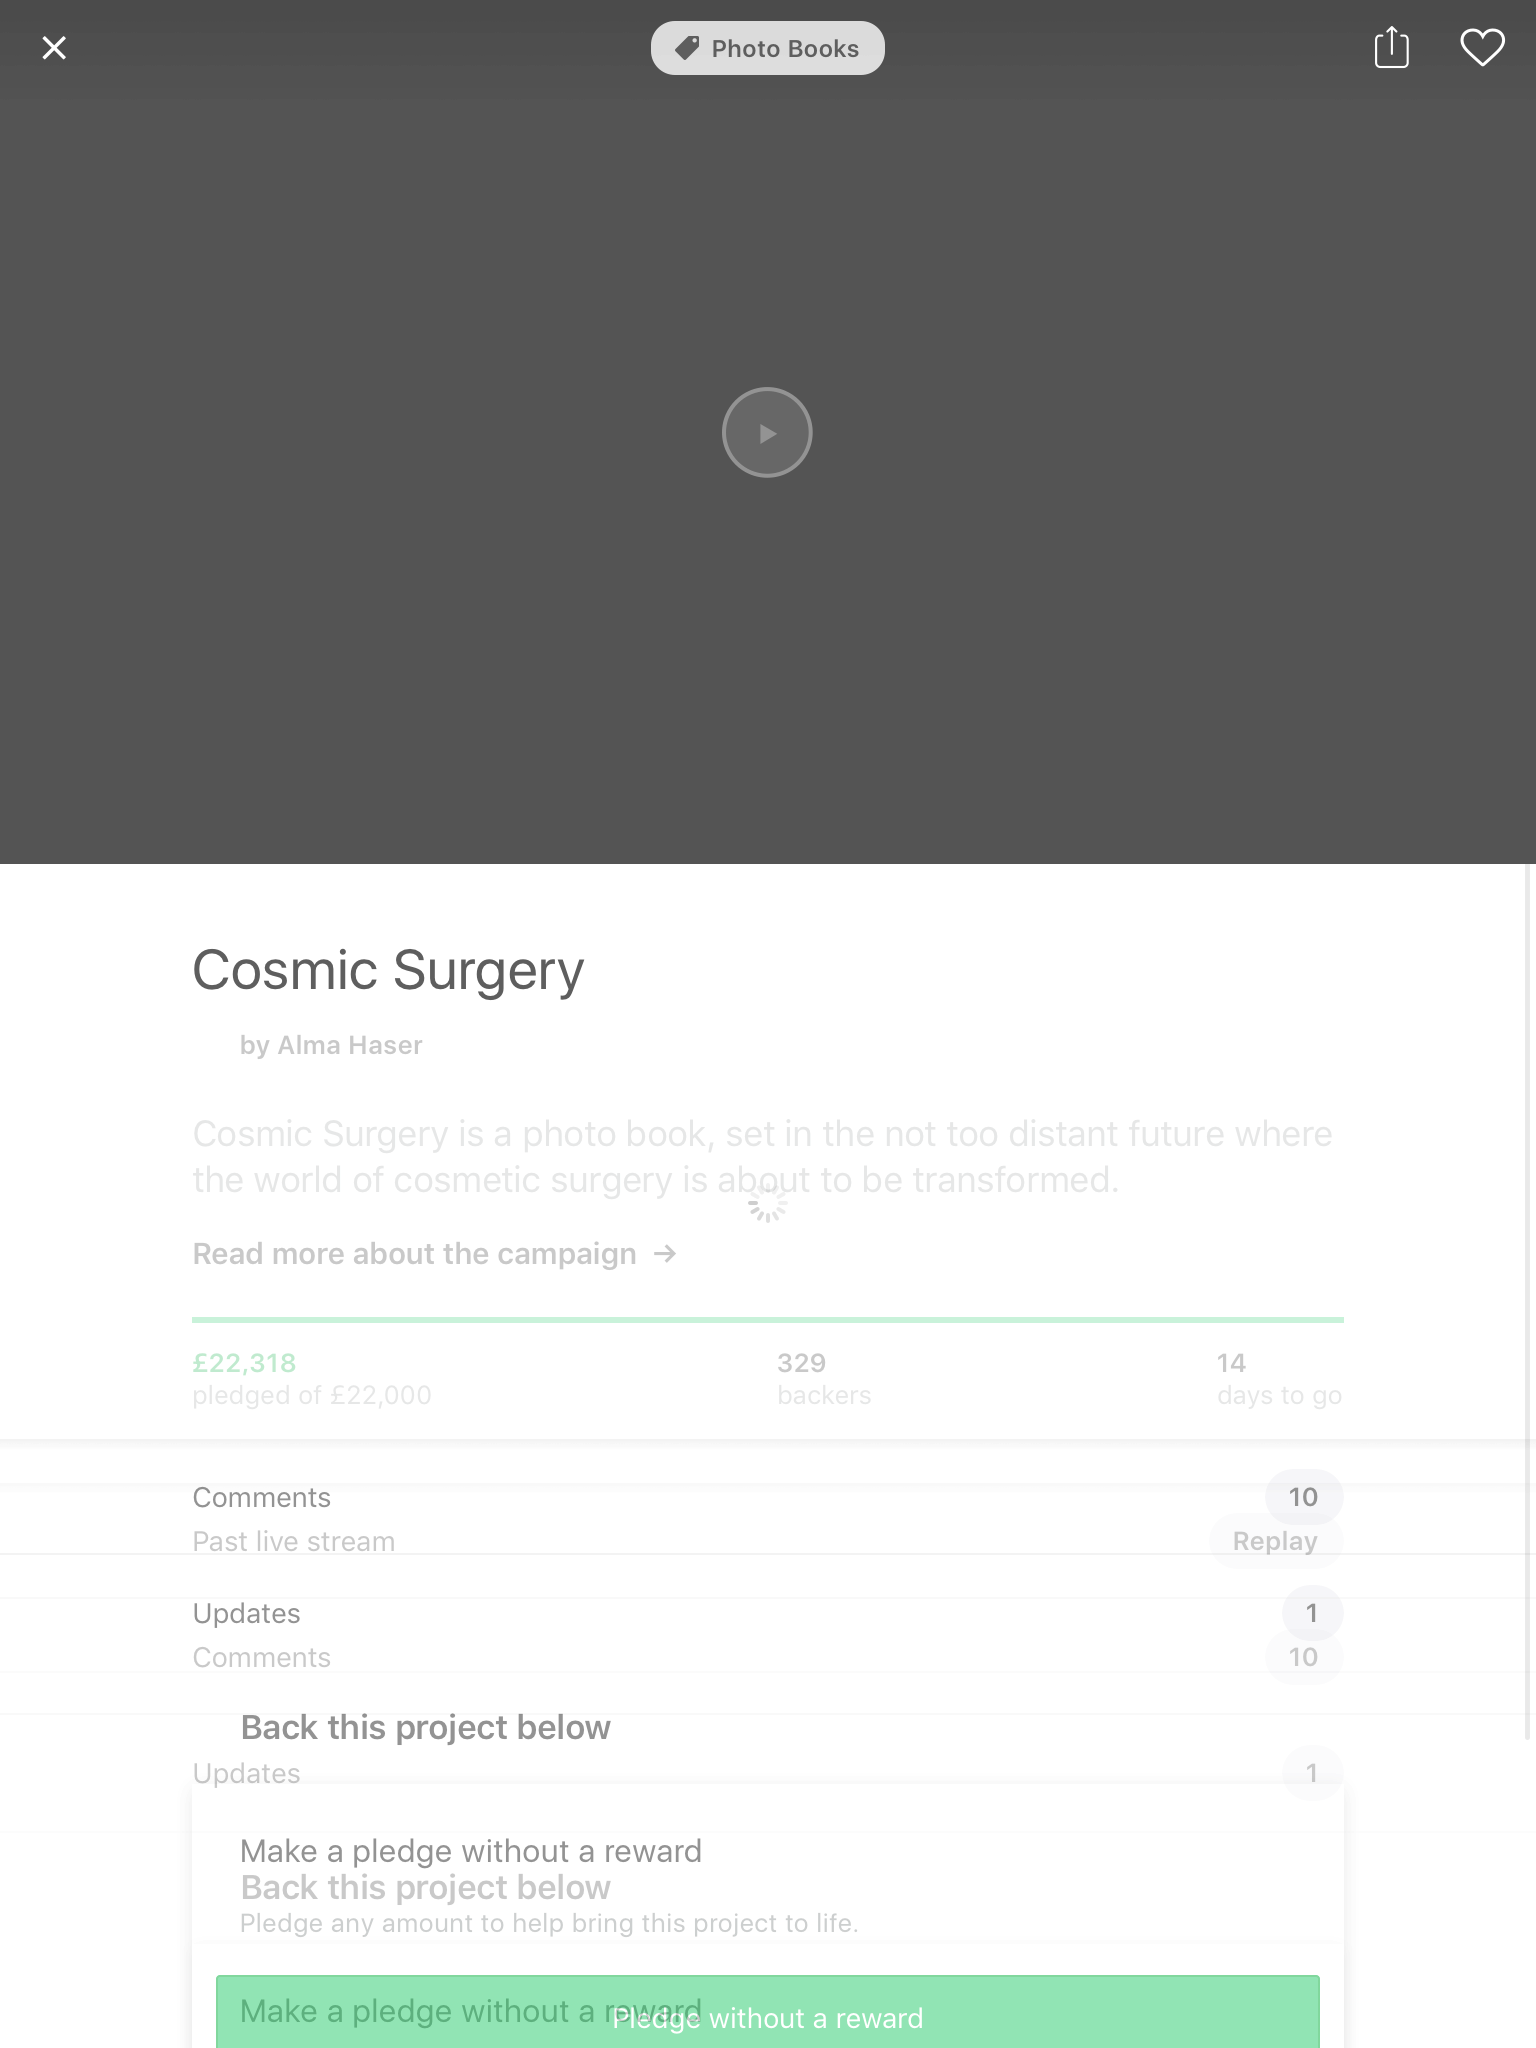 Photo Books
Cosmic Surgery
by Alma Haser
Cosmic Surgery is a photo book, set in the not too distant future where
the world of cosmetic surgery is about to be transformed.
Read more about the campaign →
£22,318
pledged of £22,000
329
backers
14
days to go
Comments 10
Past live stream Replay
Updates 1
Comments 10
Back this project below
Updates 1
Make a pledge without a reward
Back this project below
Pledge any amount to help bring this project to life.
Make a pledge without a reward
Pledge without a reward